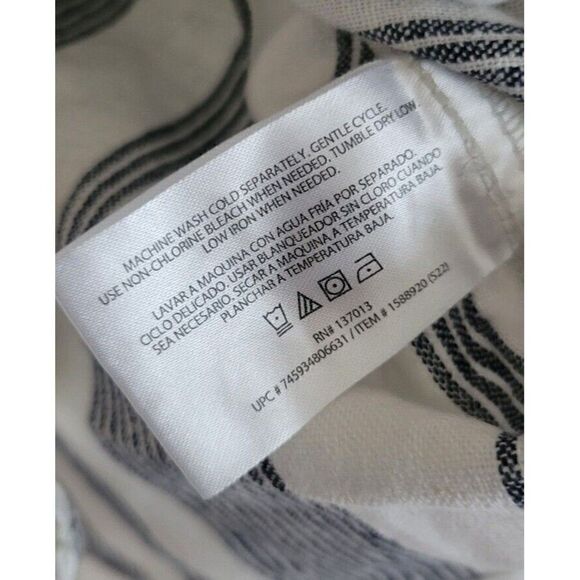 MACHINE WASH COLD SEPARATELY. GENTLE CYCLE.
USE NON-CHLORINE BLEACH WHEN NEEDED. TUMBLE DRY LOW.
LOW IRON WHEN NEEDED.
LAVAR A MAQUINA CON AGUA FRÍA POR SEPARADO.
CICLO DELICADO. USAR BLANQUEADOR SIN CLORO CUANDO
SEA NECESARIO. SECAR A MAQUINA A TEMPERATURA BAJA.
PLANCHAR A TEMPERATURA BAJA.
RN# 137013
UPC # 745934806631 / ITEM # 1588920 (S22)